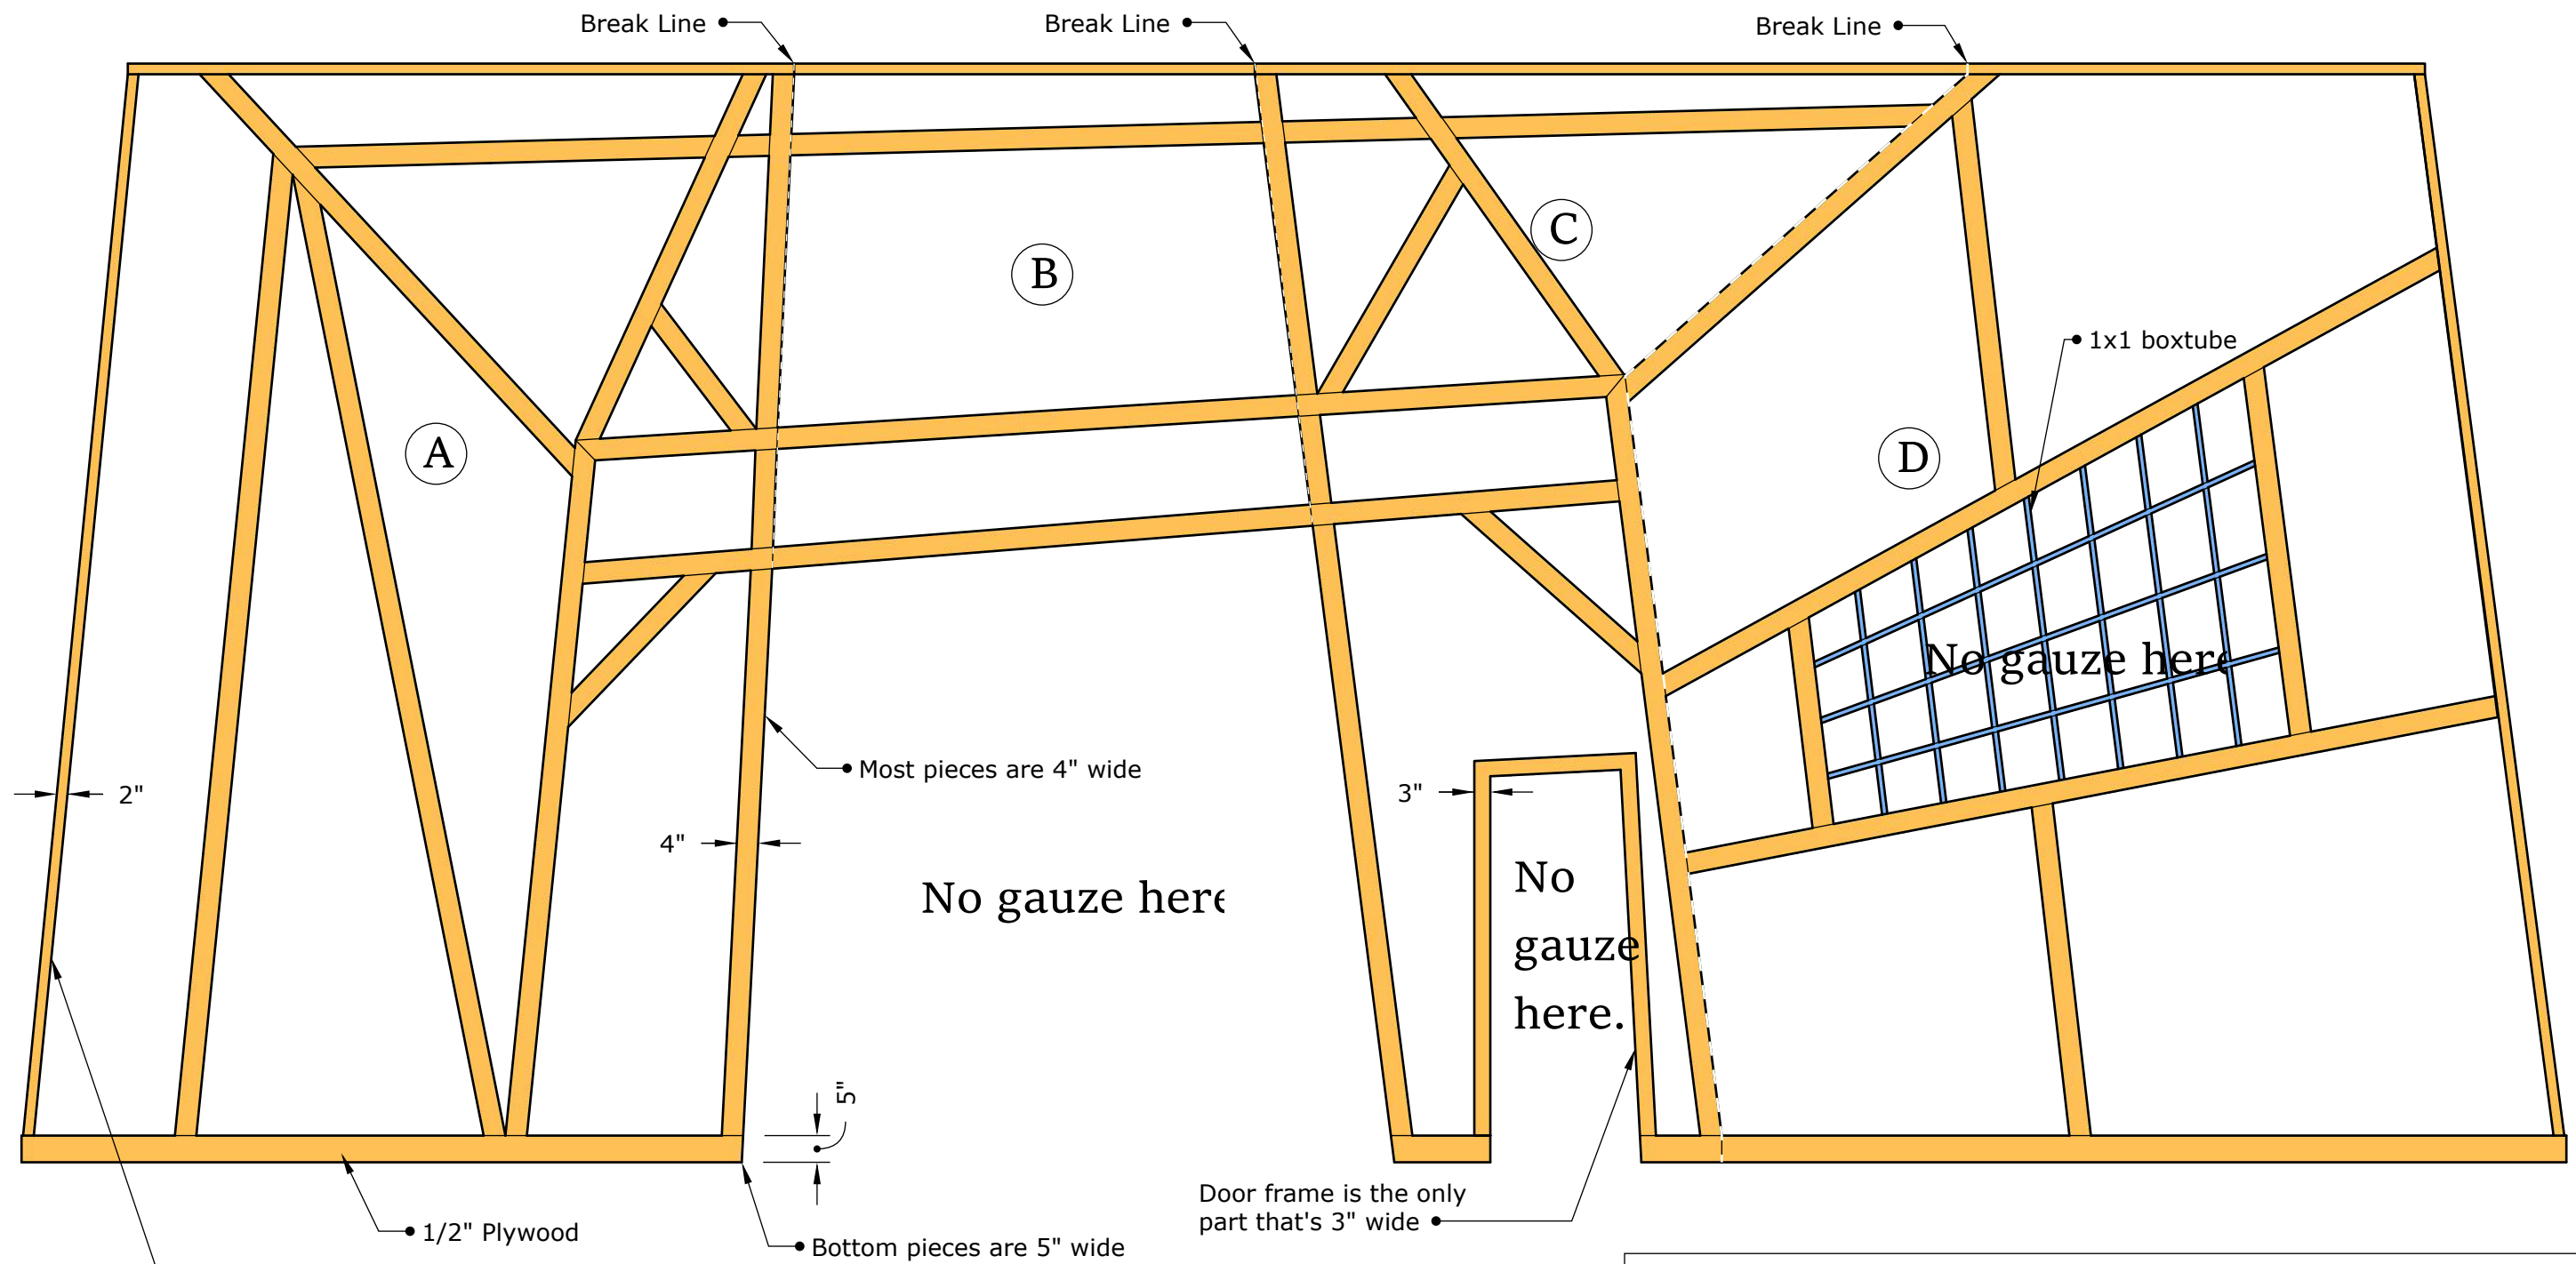 Break Line
Break Line
Break Line
B
C
1x1 boxtube
A
D
No gauze here
Most pieces are 4" wide
2"
3"
4"
No gauze here
No
gauze
here.
5"
Door frame is the only
part that's 3" wide
1/2" Plywood
Bottom pieces are 5" wide